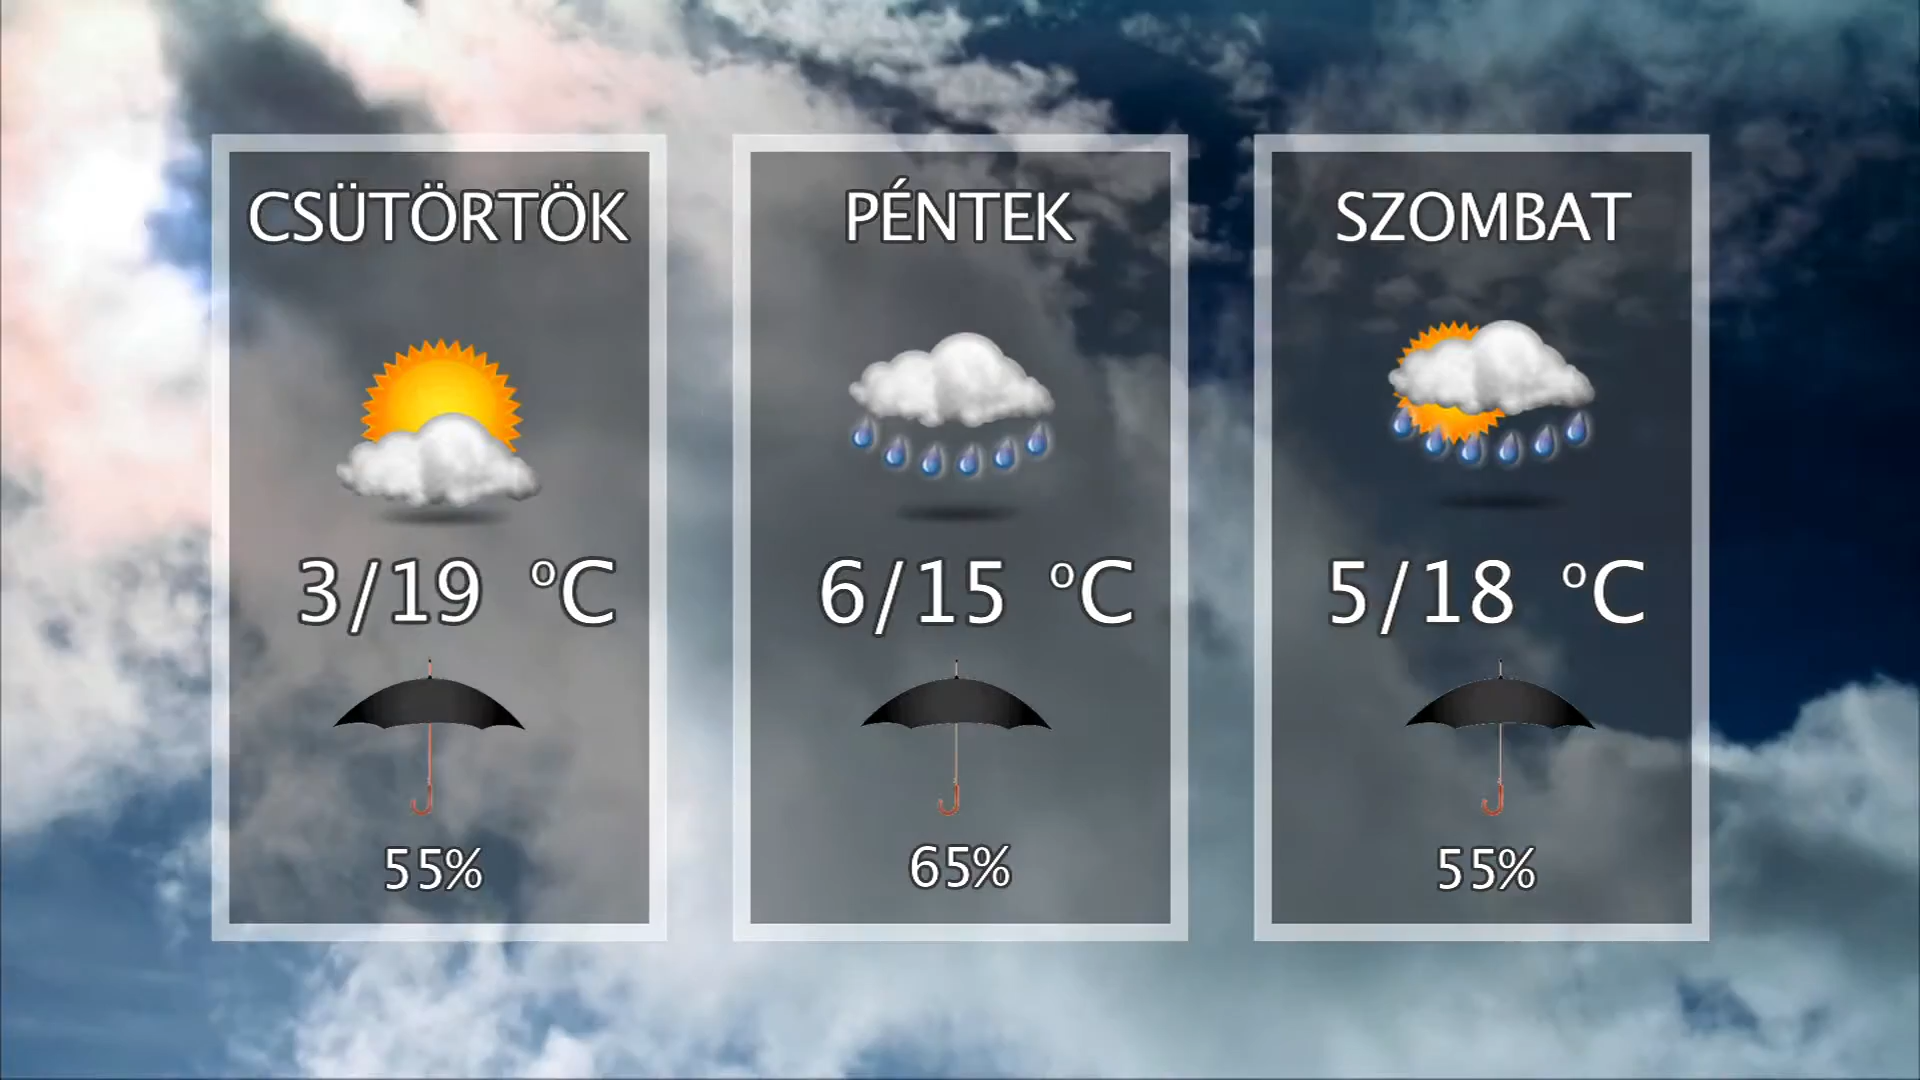 CSÜTÖRTÖK
3/19 °C
55%
PÉNTEK
6/15 °C
65%
SZOMBAT
5/18 °C
55%